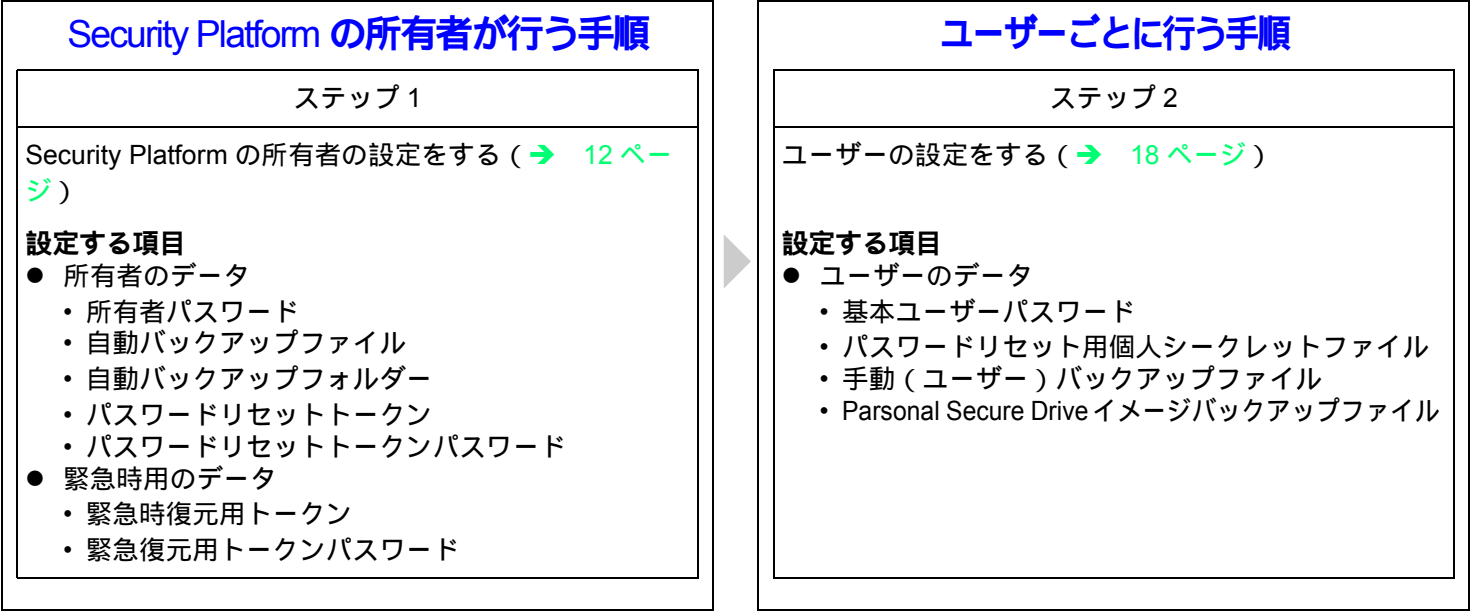 Security Platform の所有者が行う手順
ステップ 1
Security Platform の所有者の設定をする（➔ 12 ペー
ジ）
設定する項目
● 所有者のデータ
・所有者パスワード
・自動バックアップファイル
・自動バックアップフォルダー
・パスワードリセットトークン
・パスワードリセットトークンパスワード
● 緊急時用のデータ
・緊急時復元用トークン
・緊急復元用トークンパスワード
ユーザーごとに行う手順
ステップ 2
ユーザーの設定をする（➔ 18 ページ）
設定する項目
● ユーザーのデータ
・基本ユーザーパスワード
・パスワードリセット用個人シークレットファイル
・手動（ユーザー）バックアップファイル
・Parsonal Secure Drive イメージバックアップファイル